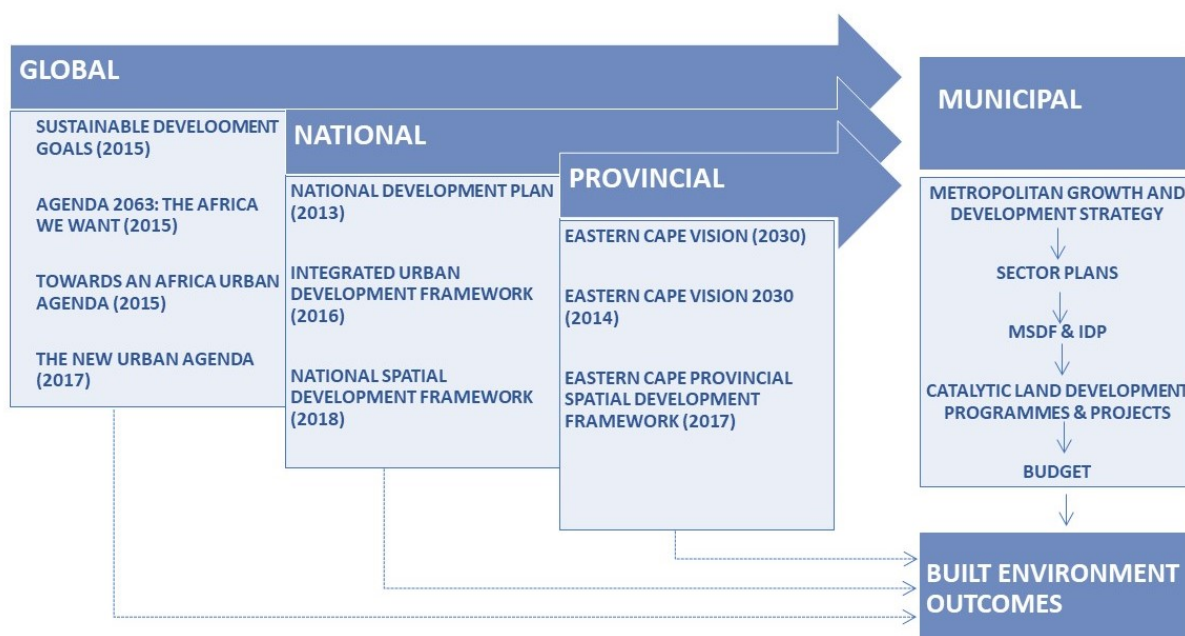 GLOBAL
SUSTAINABLE DEVELOOMENT
GOALS (2015)
AGENDA 2063: THE AFRICA
WE WANT (2015)
TOWARDS AN AFRICA URBAN
AGENDA (2015)
THE NEW URBAN AGENDA
(2017)
NATIONAL
NATIONAL DEVELOPMENT PLAN
(2013)
INTEGRATED URBAN
DEVELOPMENT FRAMEWORK
(2016)
NATIONAL SPATIAL
DEVELOPMENT FRAMEWORK
(2018)
PROVINCIAL
EASTERN CAPE VISION (2030)
EASTERN CAPE VISION 2030
(2014)
EASTERN CAPE PROVINCIAL
SPATIAL DEVELOPMENT
FRAMEWORK (2017)
MUNICIPAL
METROPOLITAN GROWTH AND
DEVELOPMENT STRATEGY
SECTOR PLANS
MSDF & IDP
CATALYTIC LAND DEVELOPMENT
PROGRAMMES & PROJECTS
BUDGET
BUILT ENVIRONMENT
OUTCOMES